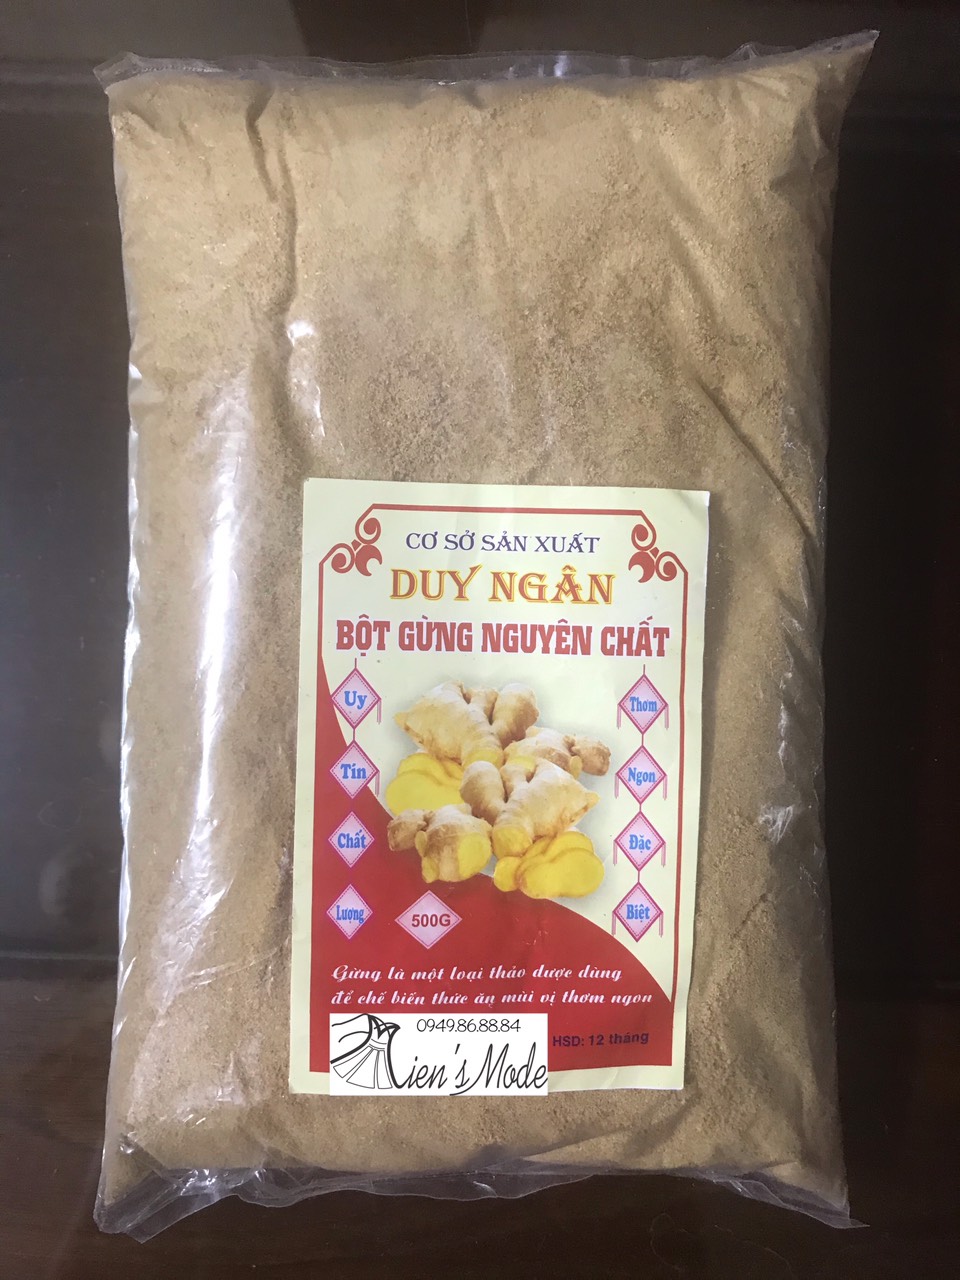 CƠ SỞ SẢN XUẤT
DUY NGÂN
BỘT GỪNG NGUYÊN CHẤT
Uy
Tín
Chất
Lượng
Thơm
Ngon
Đặc
Biệt
500G
Gừng là một loại thảo dược dùng
để chế biến thức ăn mùi vị thơm ngon
HSD: 12 tháng
0949.86.88.84
Lien's Mode